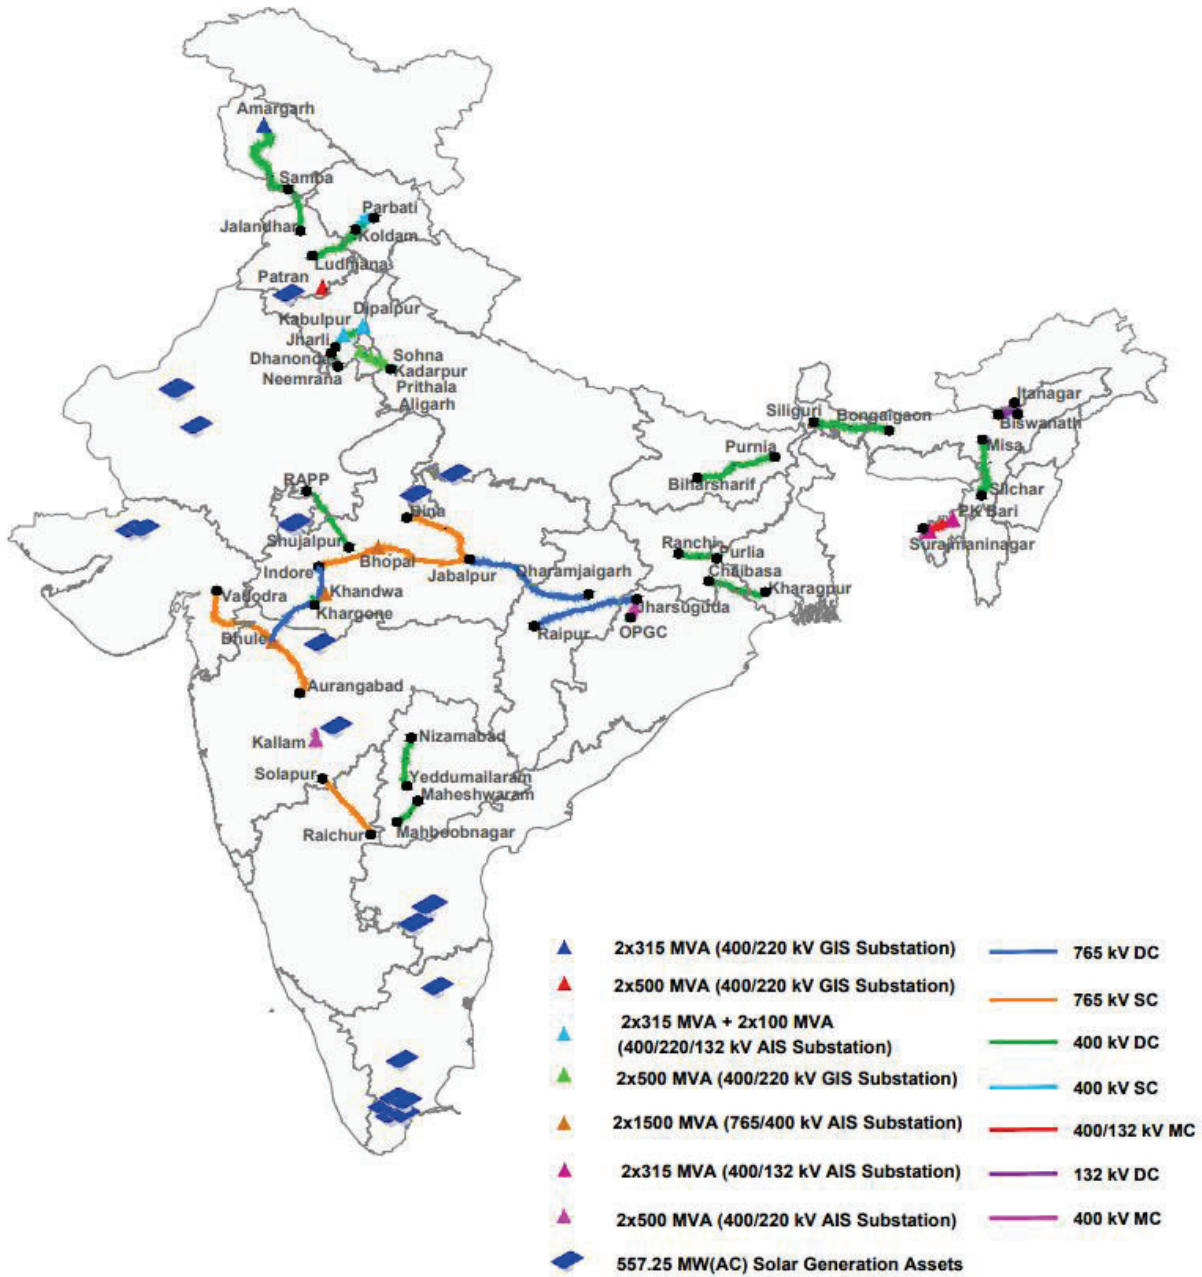 Amargarh
Samba
Jalandhar
Parbati
Koldam
Ludhiana
Patran
Dipalpur
Kabulpur
Jharli
Dhanonda
Neemrana
Sohna
Kadarpur
Prithala
Aligarh
Itanagar
Siliguri
Bongaigaon
Biswanath
Misa
Purnia
Biharsharif
Silchar
PK Bari
Surajmaninagar
RAPP
Bina
Shujalpur
Bhopal
Indore
Jabalpur
Ranchi
Purlia
Chaibasa
Kharagpur
Dharamjaigarh
Jharsuguda
Vadodra
Khandwa
Khargone
Dhule
Raipur
OPGC
Aurangabad
Kallam
Nizamabad
Solapur
Yeddumailaram
Maheshwaram
Raichur
Mahboobnagar
2x315 MVA (400/220 kV GIS Substation)
2x500 MVA (400/220 kV GIS Substation)
2x315 MVA + 2x100 MVA
(400/220/132 kV AIS Substation)
2x500 MVA (400/220 kV GIS Substation)
2x1500 MVA (765/400 kV AIS Substation)
2x315 MVA (400/132 kV AIS Substation)
2x500 MVA (400/220 kV AIS Substation)
557.25 MW(AC) Solar Generation Assets
765 kV DC
765 kV SC
400 kV DC
400 kV SC
400/132 kV MC
132 kV DC
400 kV MC